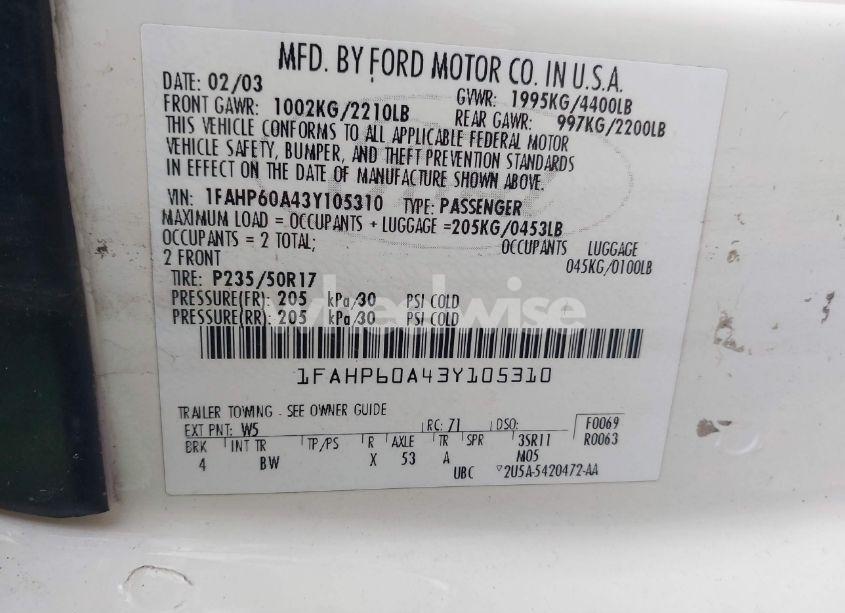 MFD. BY FORD MOTOR CO. IN U.S.A.
DATE: 02/03 GVWR: 1995KG/4400LB
FRONT GAWR: 1002KG/2210LB REAR GAWR: 997KG/2200LB
THIS VEHICLE CONFORMS TO ALL APPLICABLE FEDERAL MOTOR
VEHICLE SAFETY, BUMPER, AND THEFT PREVENTION STANDARDS
IN EFFECT ON THE DATE OF MANUFACTURE SHOWN ABOVE.
VIN: 1FAHP60A43Y105310 TYPE: PASSENGER
MAXIMUM LOAD = OCCUPANTS + LUGGAGE =205KG/0453LB
OCCUPANTS = 2 TOTAL; OCCUPANTS LUGGAGE
2 FRONT 045KG/0100LB
TIRE: P235/50R17
PRESSURE(FR): 205 kPa/30 PSI COLD
wheelwise
PRESSURE(RR): 205 kPa/30 PSI COLD
1FAHP60A43Y105310
TRAILER TOWING - SEE OWNER GUIDE
EXT PNT: W5 RC: 71 DSO: F0069
BRK INT TR TP/PS R AXLE TR SPR 3SR11 R0063
4 BW X 53 A M05
UBC 2U5A-5420472-AA